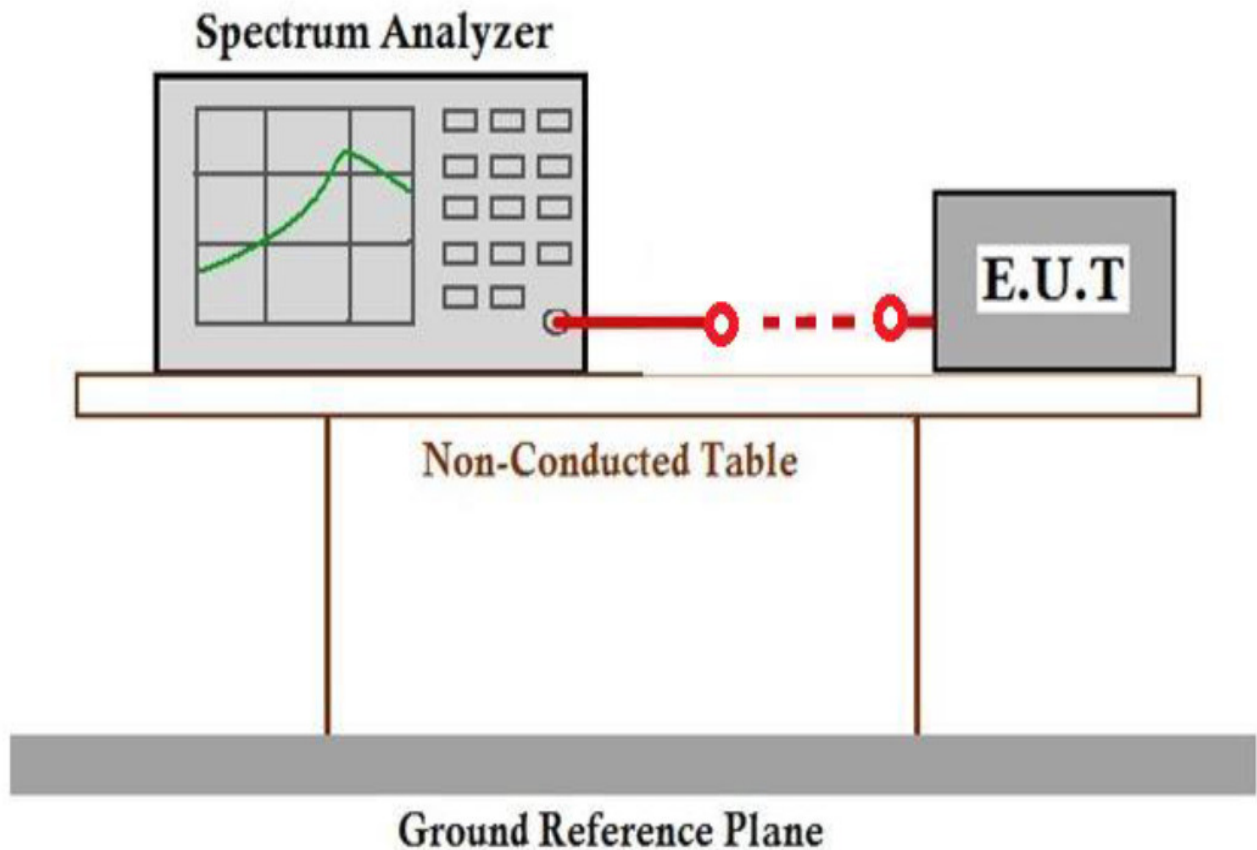 Spectrum Analyzer
E.U.T
Non-Conducted Table
Ground Reference Plane